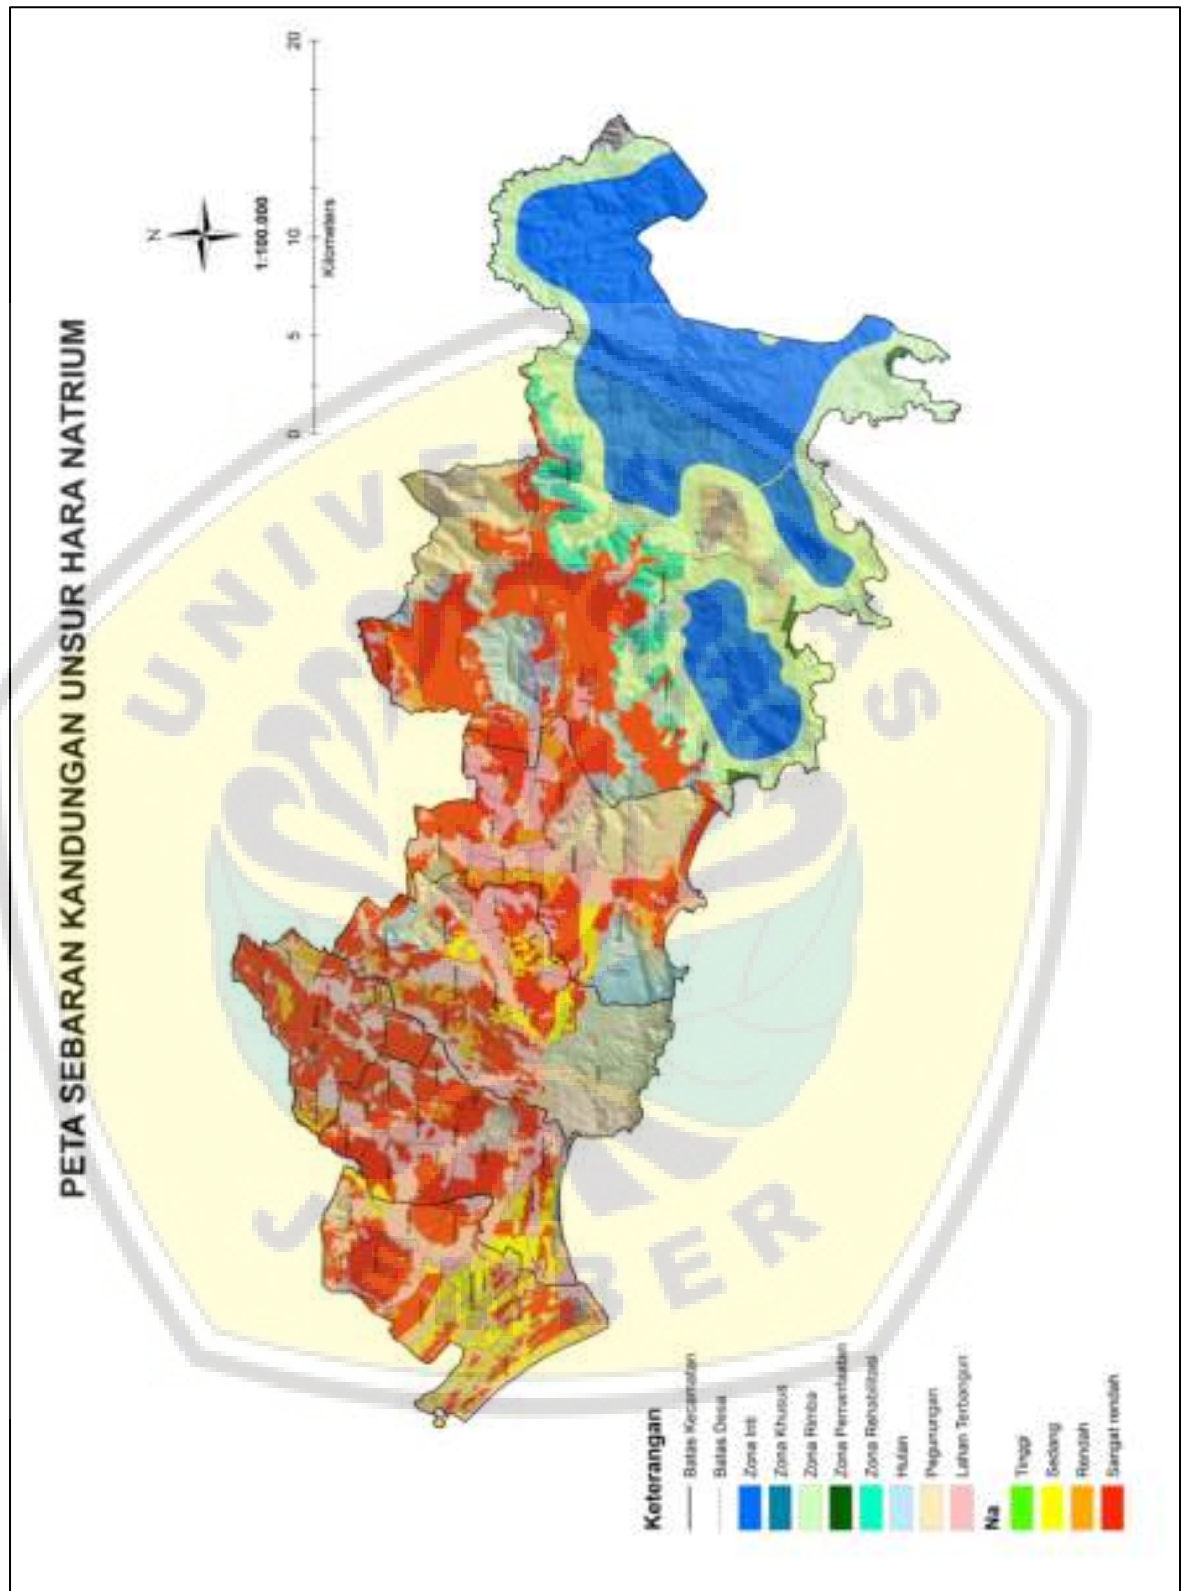 PETA SEBARAN KANDUNGAN UNSUR HARA NATRIUM
N
1:100.000
0 5 10 20
Kilometers
UNIVERSITAS
JEMBER
Keterangan
Batas Kecamatan
Batas Desa
Zona Inti
Zona Khusus
Zona Rimba
Zona Pemanfaatan
Zona Rehabilitasi
Hutan
Pegunungan
Lahan Terbangun
Na
Tinggi
Sedang
Rendah
Sangat rendah